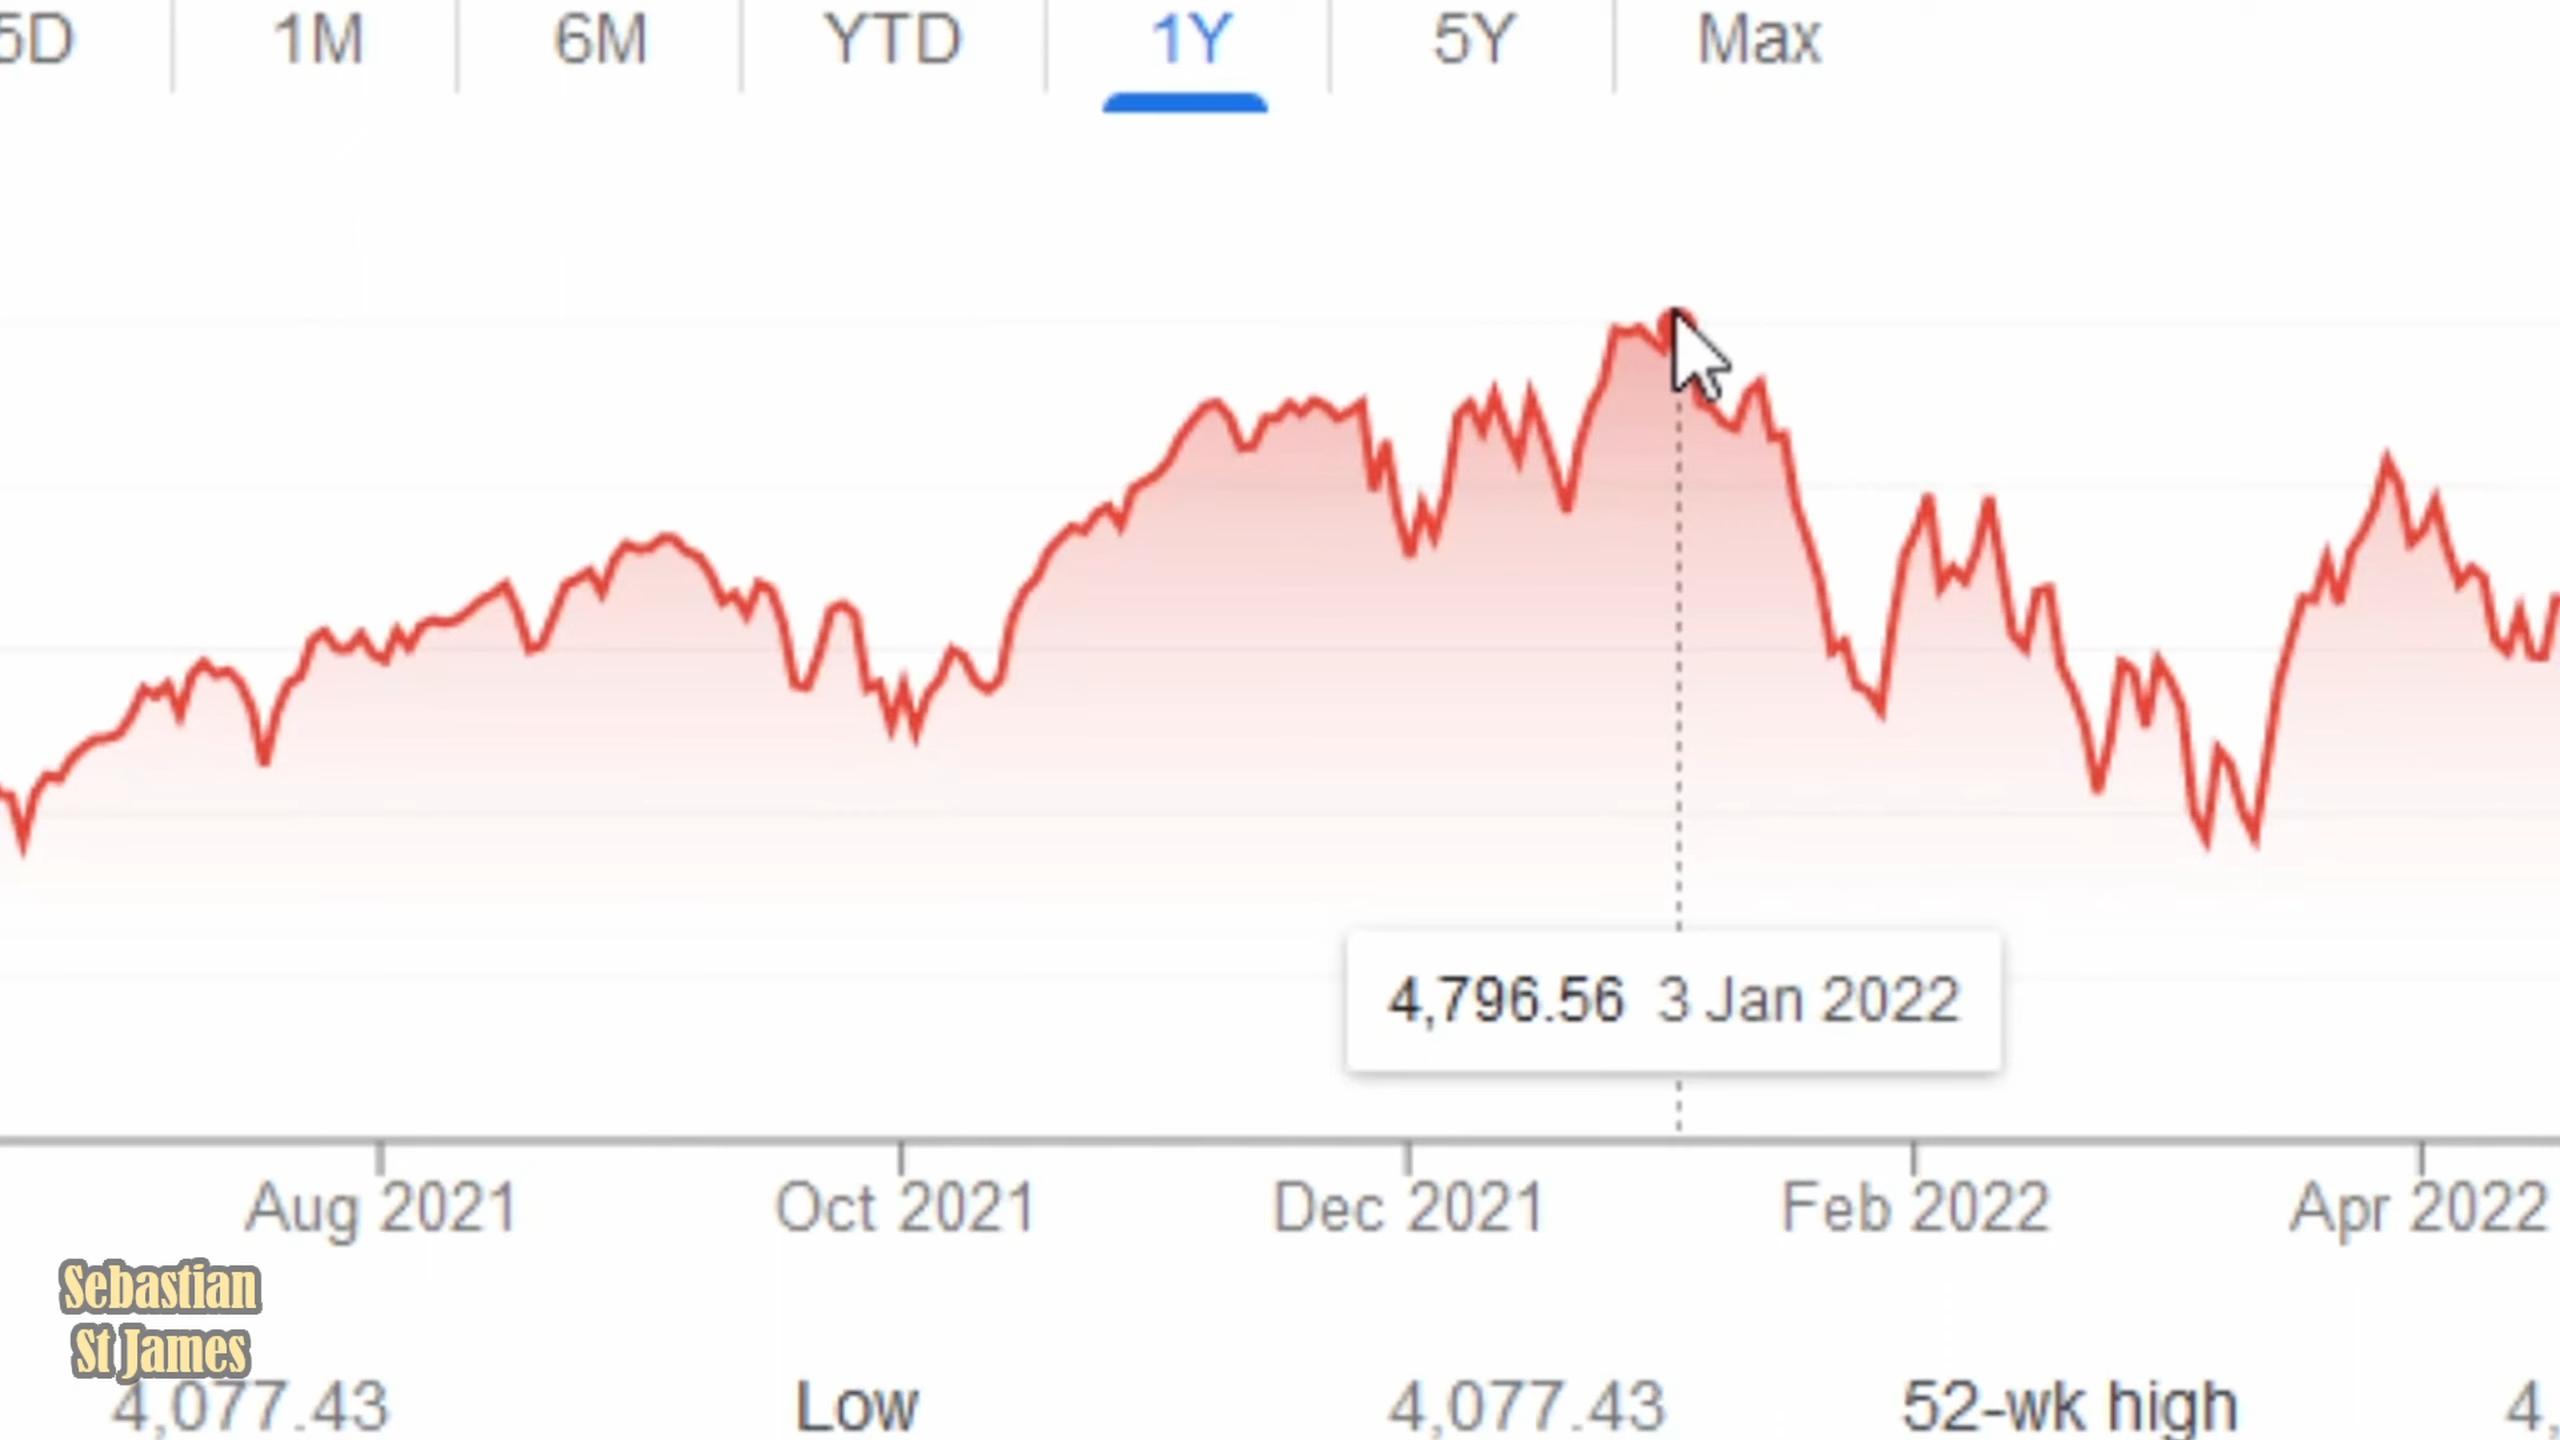 5D 1M 6M YTD 1Y 5Y Max
4,796.56 3 Jan 2022
Aug 2021 Oct 2021 Dec 2021 Feb 2022 Apr 2022
Sebastian
St James
4,077.43 Low 4,077.43 52-wk high 4,